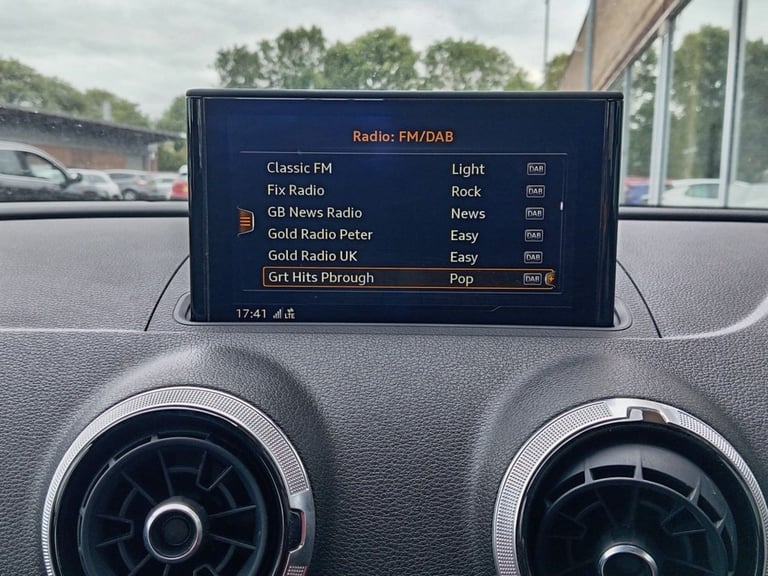 Radio: FM/DAB
Classic FM Light DAB
Fix Radio Rock DAB
GB News Radio News DAB
Gold Radio Peter Easy DAB
Gold Radio UK Easy DAB
Grt Hits Pbrough Pop DAB
17:41 LTE